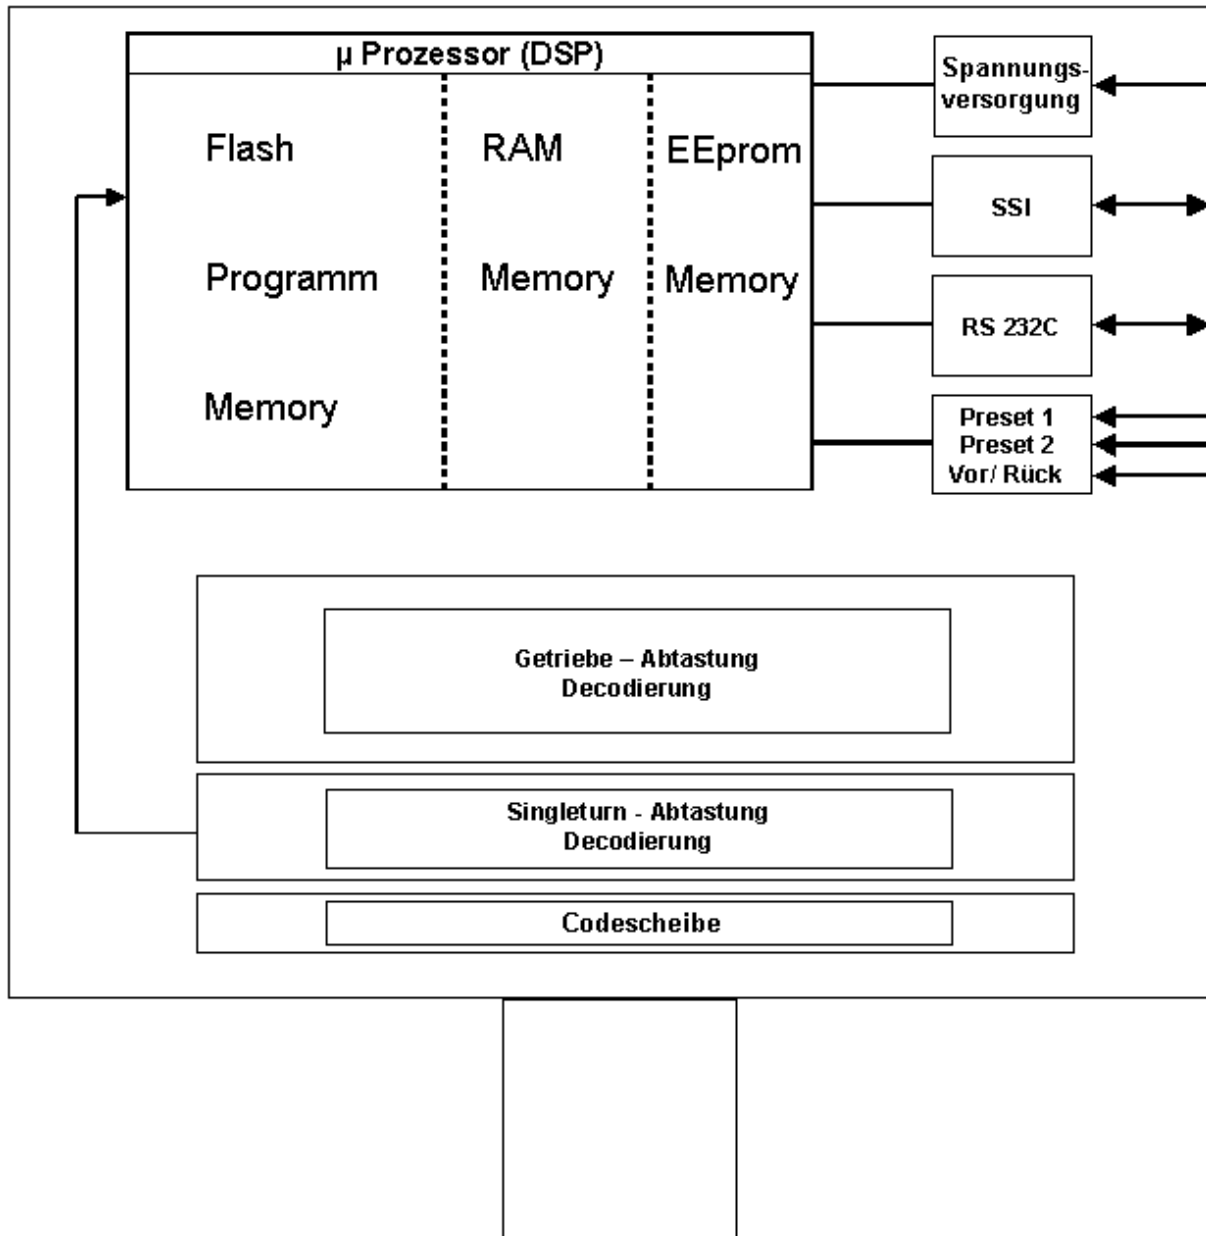 µ Prozessor (DSP)
Flash
Programm
Memory
RAM
Memory
EEprom
Memory
Spannungs-
versorgung
SSI
RS 232C
Preset 1
Preset 2
Vor/ Rück
Getriebe – Abtastung
Decodierung
Singleturn - Abtastung
Decodierung
Codescheibe